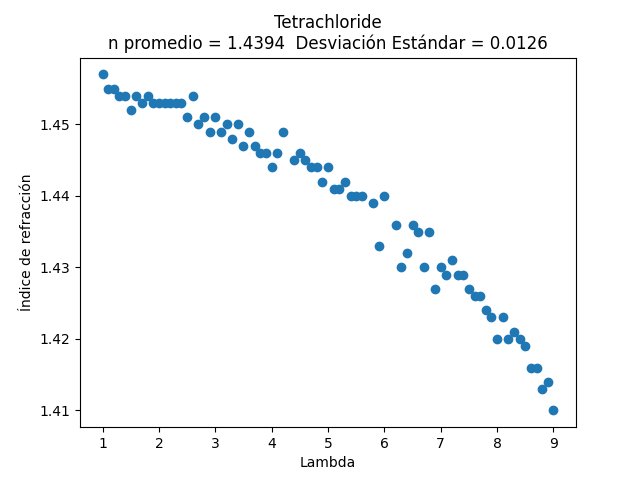 Tetrachloride
n promedio = 1.4394 Desviación Estándar = 0.0126
1.45
1.44
1.43
1.42
1.41
Índice de refracción
1 2 3 4 5 6 7 8 9
Lambda